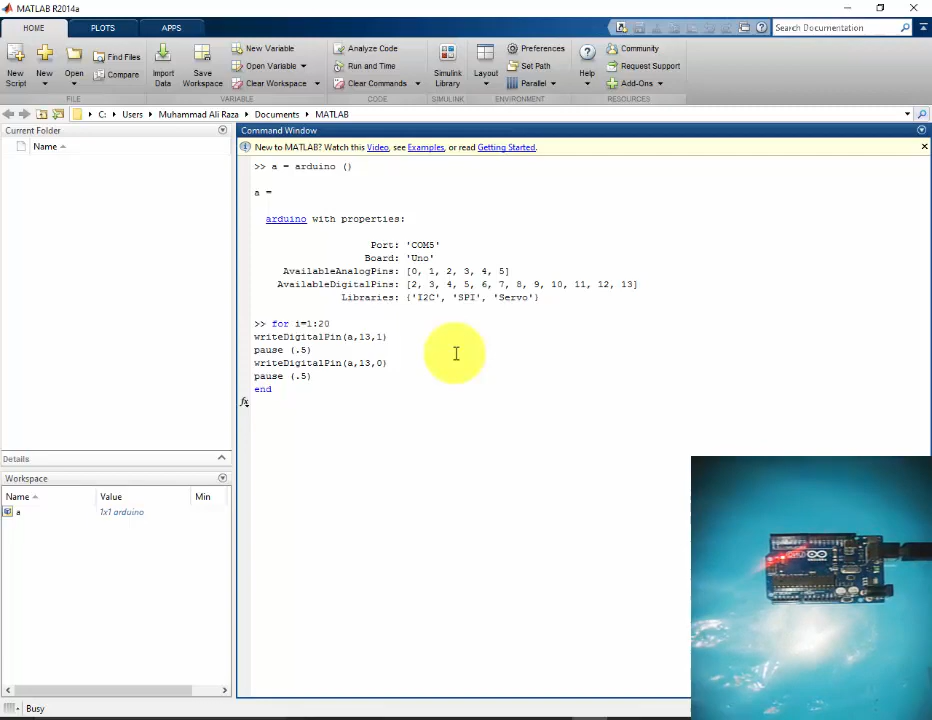 MATLAB R2014a
HOME PLOTS APPS Search Documentation
New Script
New
Open
Find Files
Compare
FILE
Import Data
Save Workspace
New Variable
Open Variable
Clear Workspace
VARIABLE
Analyze Code
Run and Time
Clear Commands
CODE
Simulink Library
SIMULINK
Layout
Preferences
Set Path
Parallel
ENVIRONMENT
Help
Community
Request Support
Add-Ons
RESOURCES
C: Users Muhammad Ali Raza Documents MATLAB
Current Folder
Name
Details
Workspace
Name Value Min
a 1x1 arduino
Command Window
New to MATLAB? Watch this Video, see Examples, or read Getting Started.
>> a = arduino ()
a =
arduino with properties:
Port: 'COM5'
Board: 'Uno'
AvailableAnalogPins: [0, 1, 2, 3, 4, 5]
AvailableDigitalPins: [2, 3, 4, 5, 6, 7, 8, 9, 10, 11, 12, 13]
Libraries: {'I2C', 'SPI', 'Servo'}
>> for i=1:20
writeDigitalPin(a,13,1)
pause (.5)
writeDigitalPin(a,13,0)
pause (.5)
end
fx
Busy